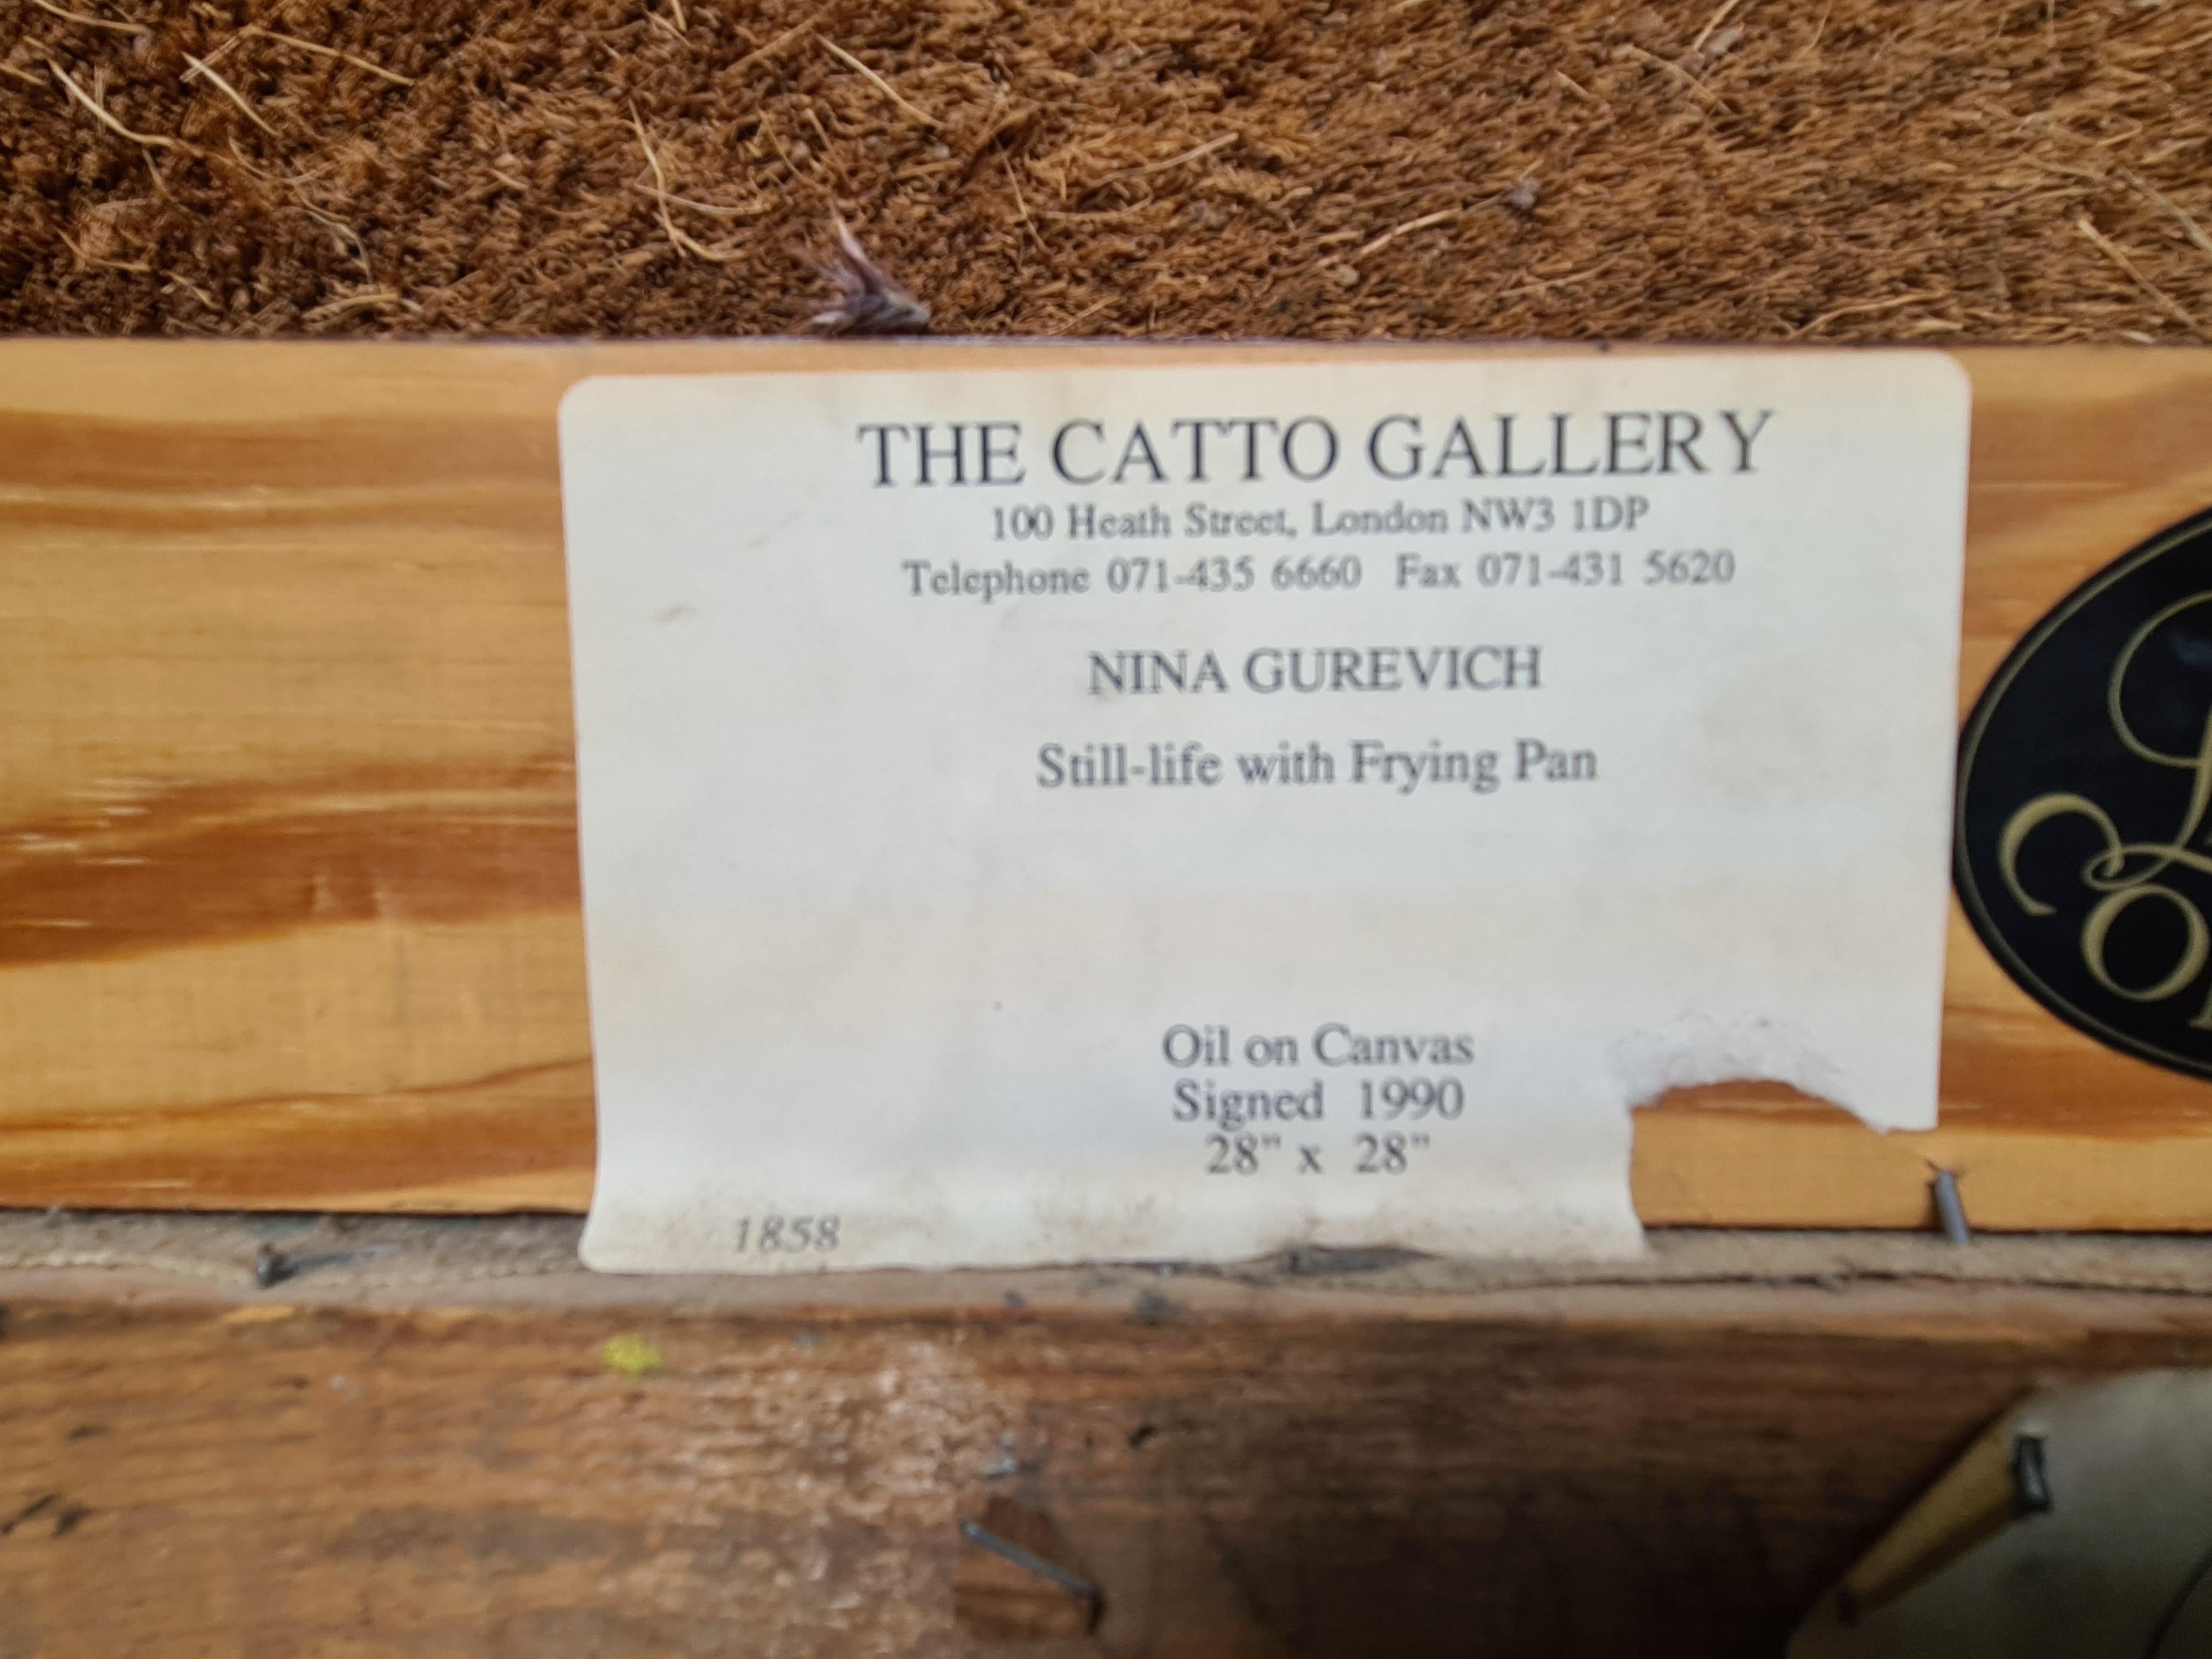 THE CATTO GALLERY
100 Heath Street, London NW3 1DP
Telephone 071-435 6660 Fax 071-431 5620
NINA GUREVICH
Still-life with Frying Pan
Oil on Canvas
Signed 1990
28" x 28"
1858